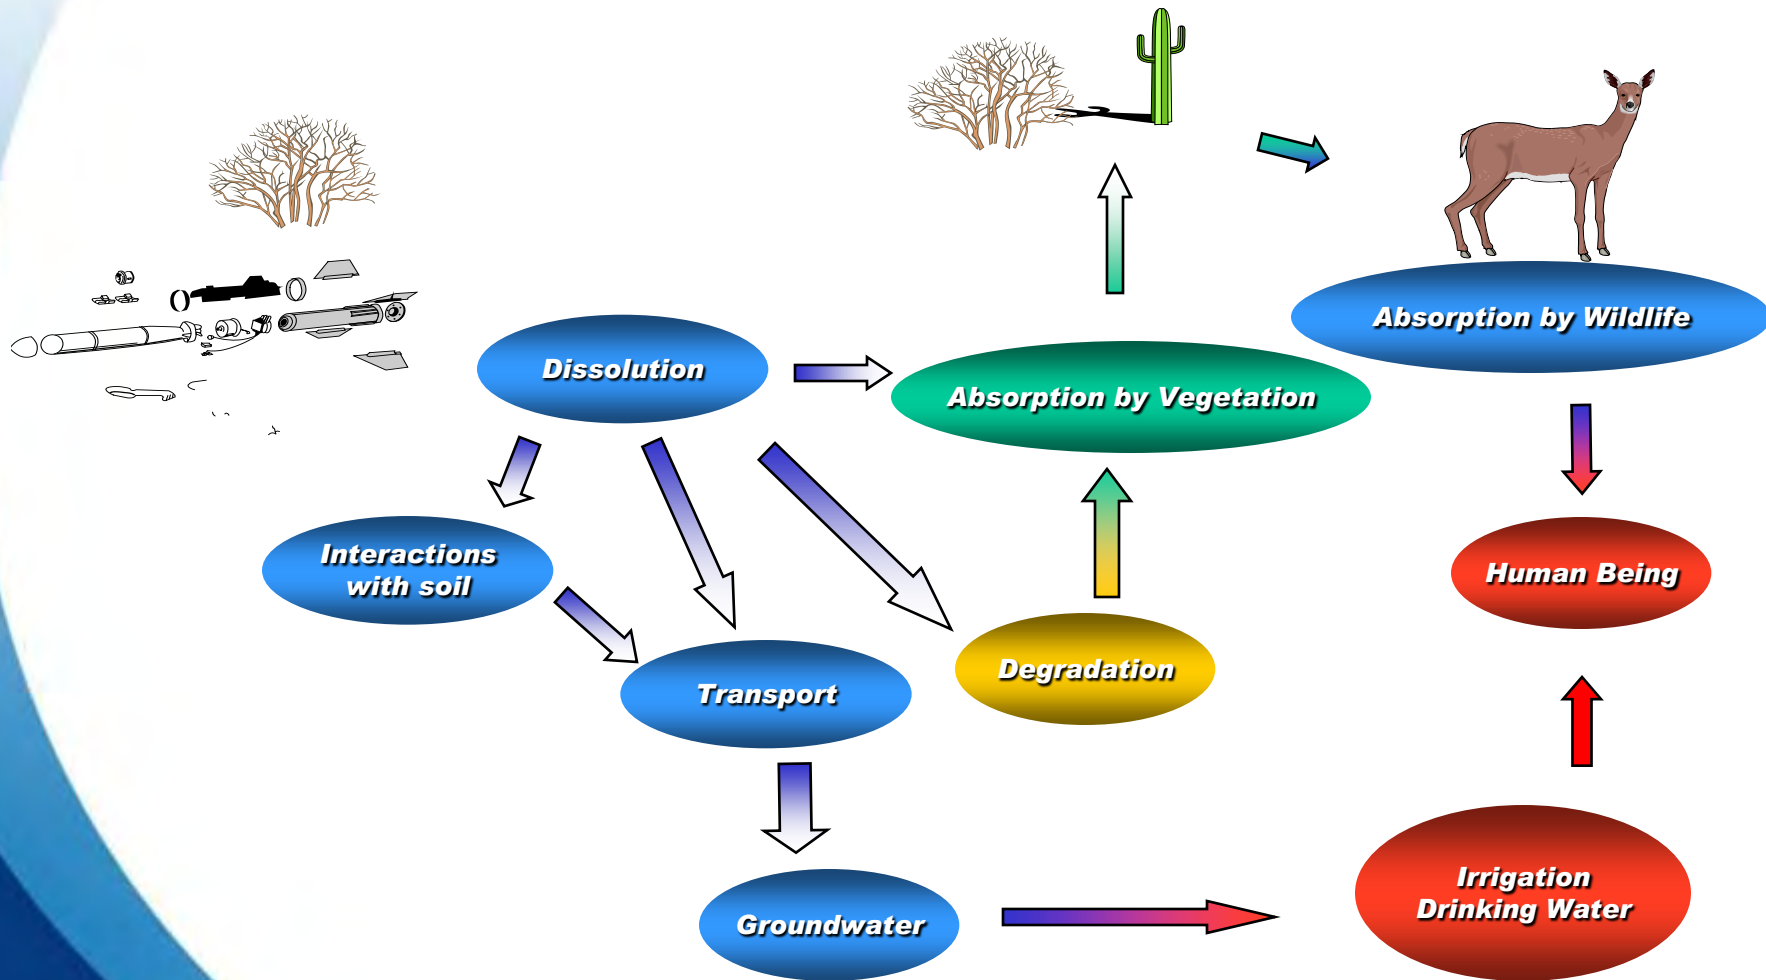 Absorption by Wildlife
Dissolution
Absorption by Vegetation
Interactions
with soil
Human Being
Transport
Degradation
Groundwater
Irrigation
Drinking Water